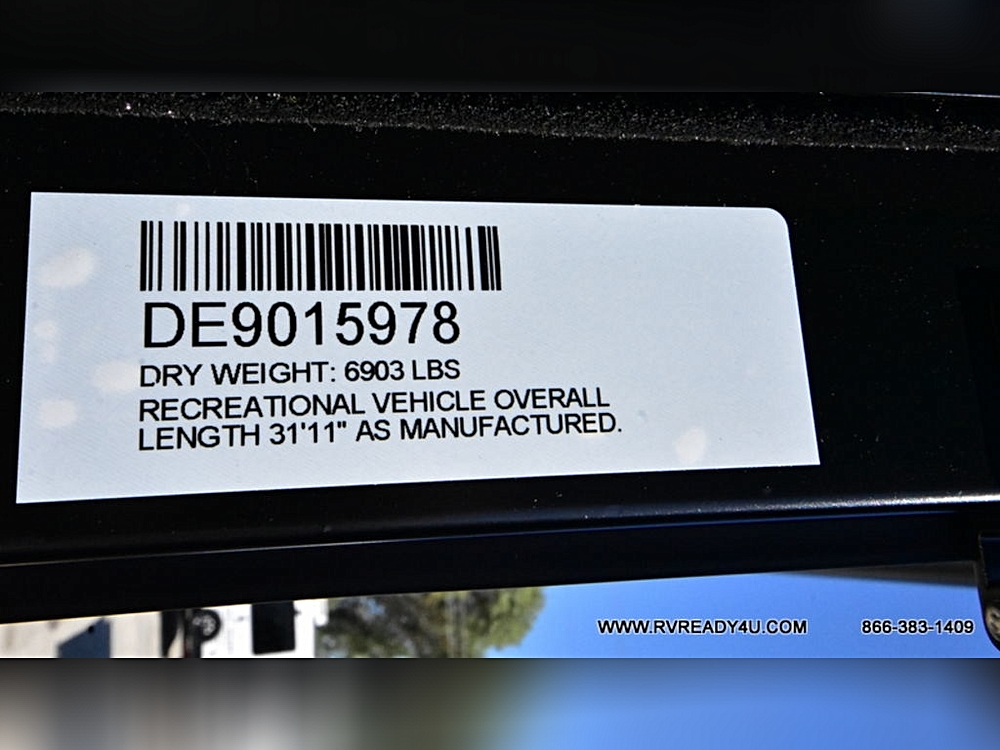 DE9015978
DRY WEIGHT: 6903 LBS
RECREATIONAL VEHICLE OVERALL
LENGTH 31'11" AS MANUFACTURED.
WWW.RVREADY4U.COM 866-383-1409